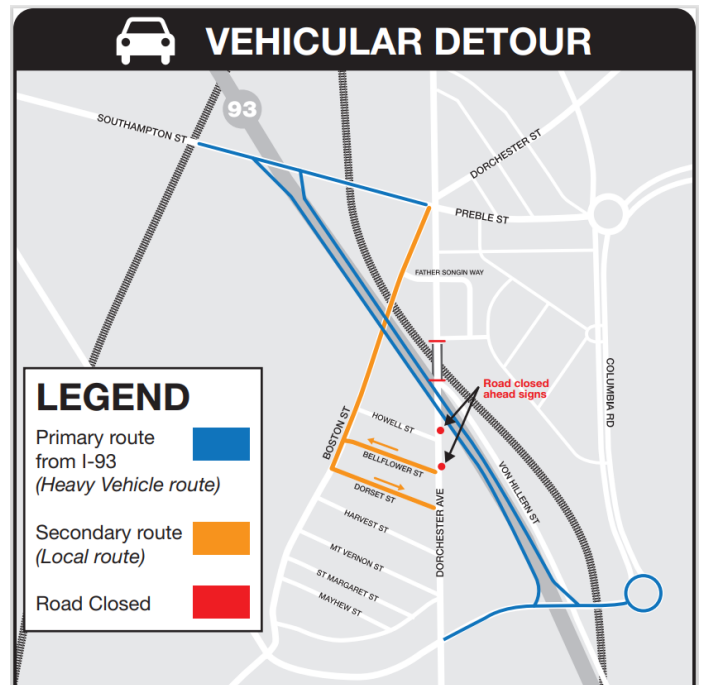 VEHICULAR DETOUR
93
SOUTHAMPTON ST
DORCHESTER ST
PREBLE ST
FATHER SONGIN WAY
COLUMBIA RD
Road closed
ahead signs
HOWELL ST
BOSTON ST
BELLFLOWER ST
DORSET ST
VON HILLERN ST
DORCHESTER AVE
HARVEST ST
MT VERNON ST
ST MARGARET ST
MAYHEW ST
LEGEND
Primary route
from I-93
(Heavy Vehicle route)
Secondary route
(Local route)
Road Closed